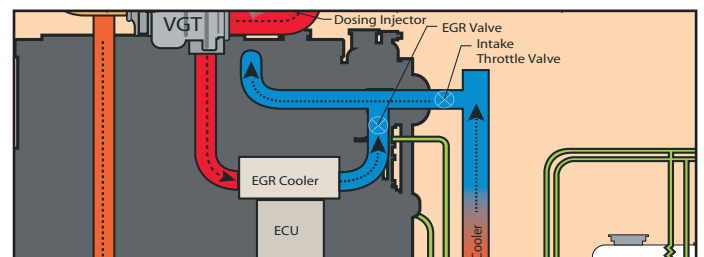 VGT
Dosing Injector
EGR Valve
Intake
Throttle Valve
EGR Cooler
ECU
Cooler